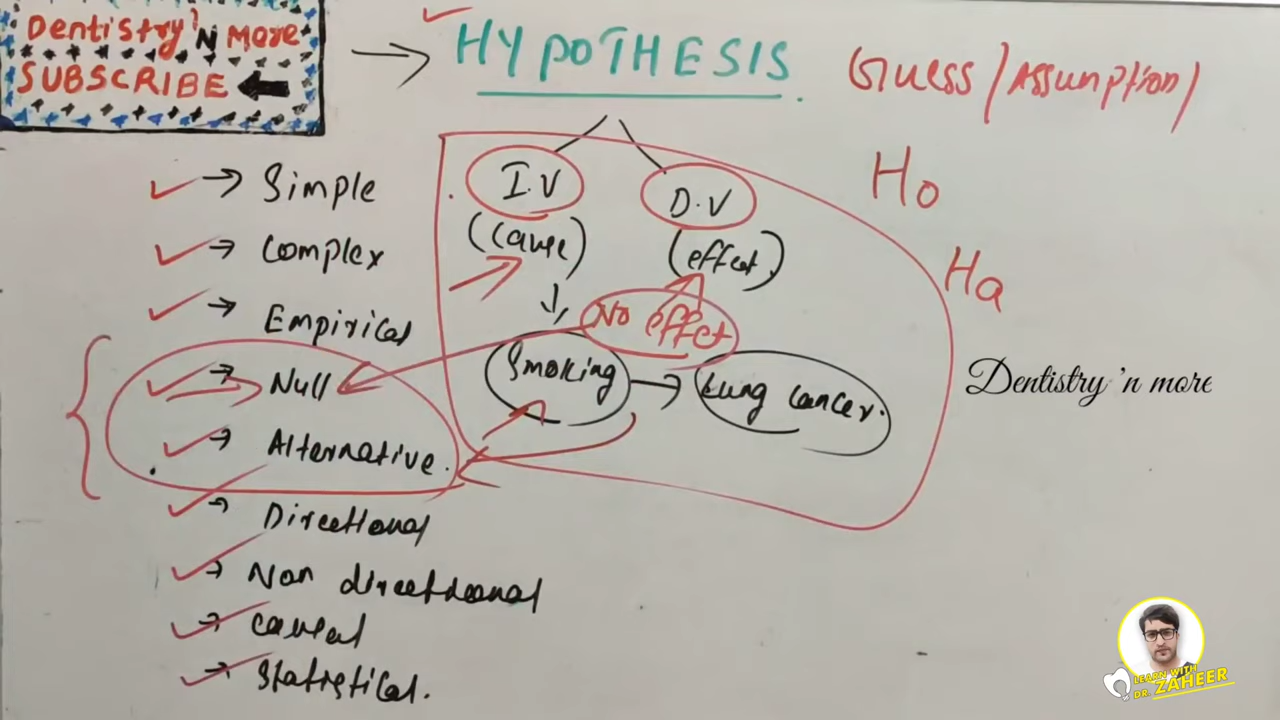 Dentistry 'N More
SUBSCRIBE
→ HYPOTHESIS
Guess / Assumption /
I.V
D.V
(cause)
(effect)
Ho
Ha
No effect
Smoking → Lung cancer.
→ Simple
→ Complex
→ Empirical
→ Null
→ Alternative.
→ Directional
→ Non directional
→ causal
→ Statistical.
Dentistry 'n more
LEARN WITH
DR. ZAHEER